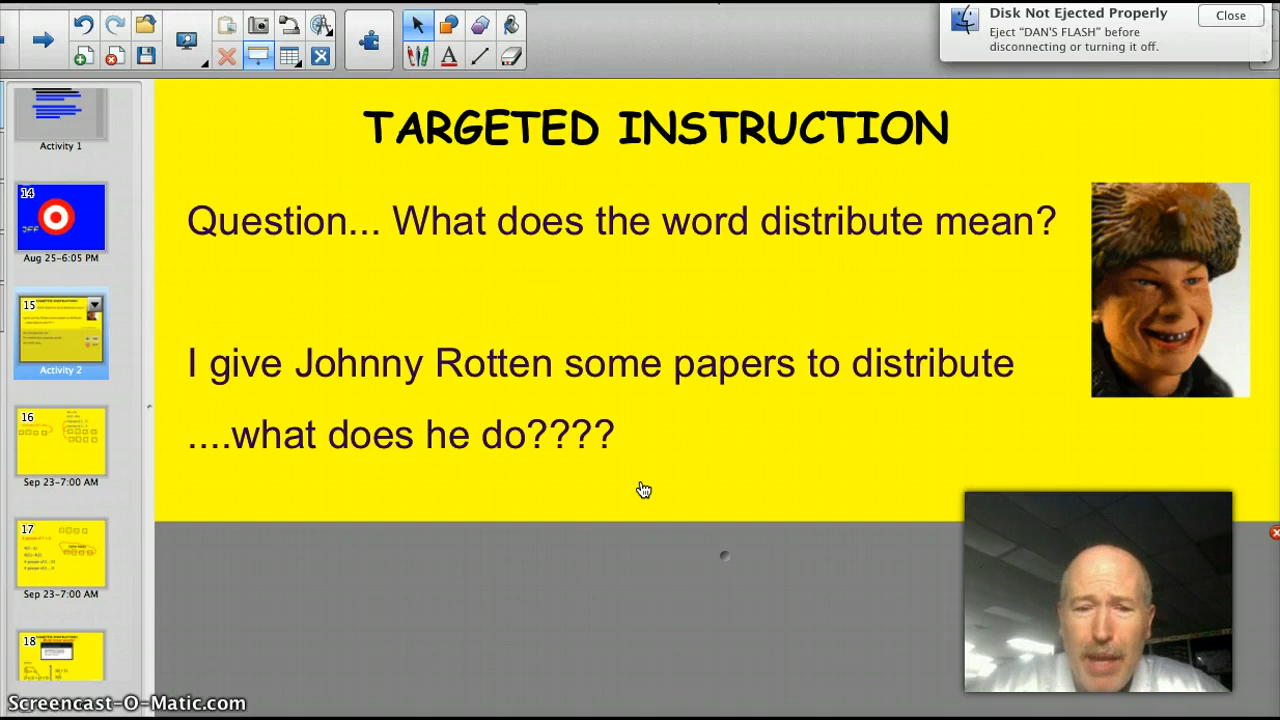 Disk Not Ejected Properly
Close
Eject "DAN'S FLASH" before
disconnecting or turning it off.
TARGETED INSTRUCTION
Question... What does the word distribute mean?
I give Johnny Rotten some papers to distribute
....what does he do????
Activity 1
14
Aug 25-6:05 PM
15
TARGETED INSTRUCTION
Activity 2
16
Sep 23-7:00 AM
17
Sep 23-7:00 AM
18
Screencast-O-Matic.com